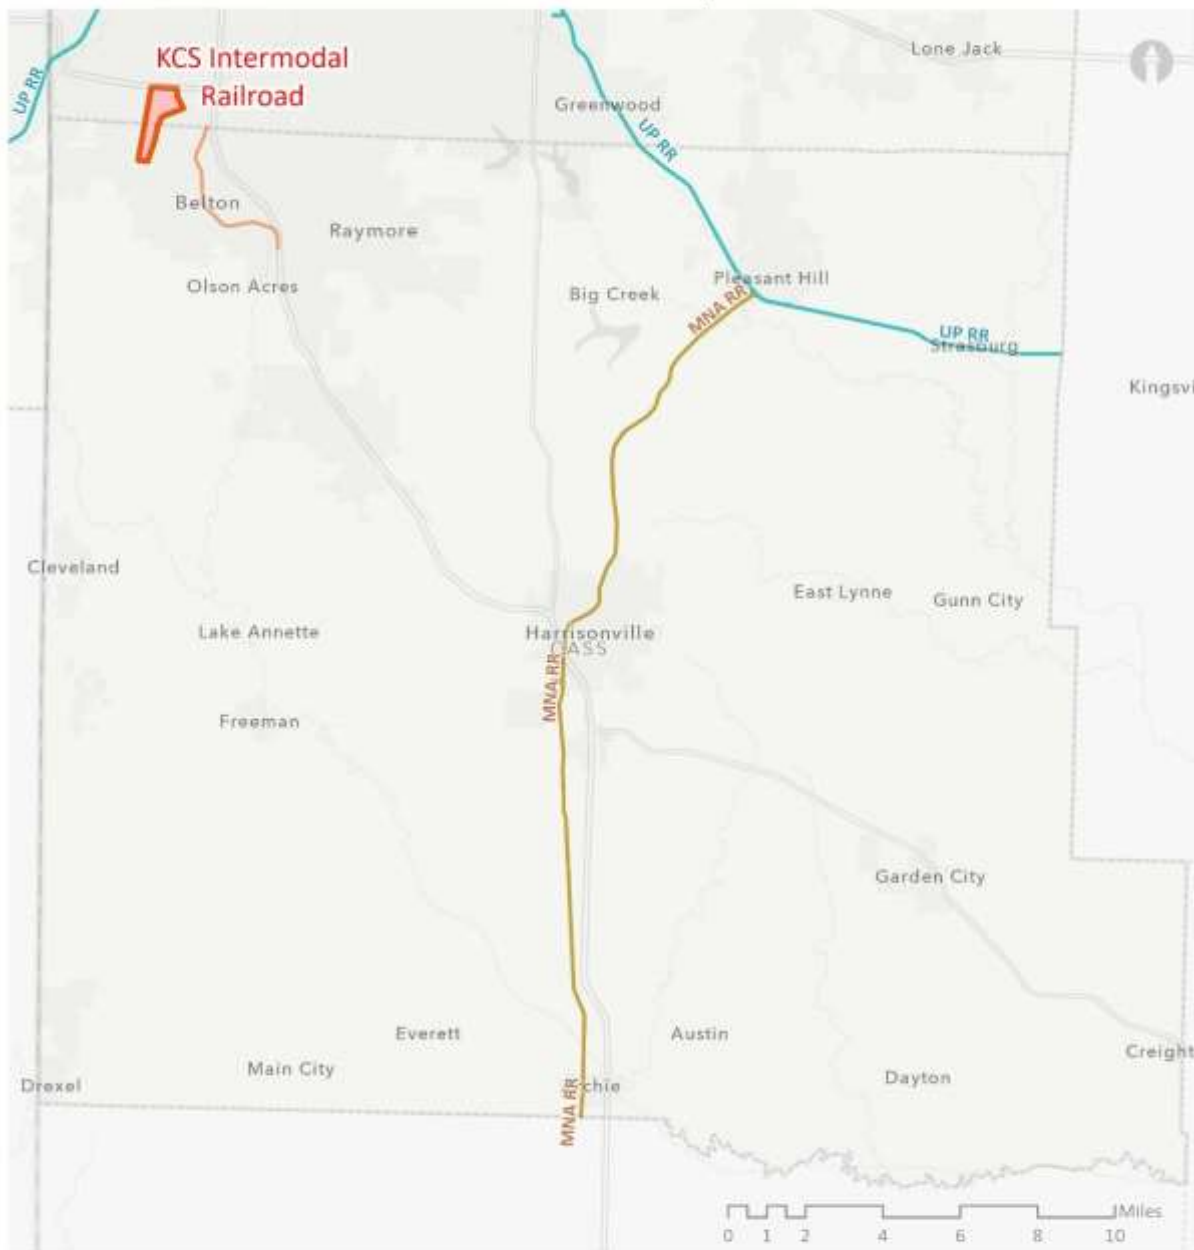 Lone Jack
KCS Intermodal
Railroad
UP RR
Greenwood
UP RR
Belton
Raymore
Pleasant Hill
Olson Acres
Big Creek
MNA RR
UP RR
Strasburg
Kingsvi
Cleveland
East Lynne
Gunn City
Lake Annette
Harrisonville
CASS
MNA RR
Freeman
Garden City
Everett
Austin
Creight
Main City
Dayton
Drexel
chie
MNA RR
Miles
0 1 2 4 6 8 10